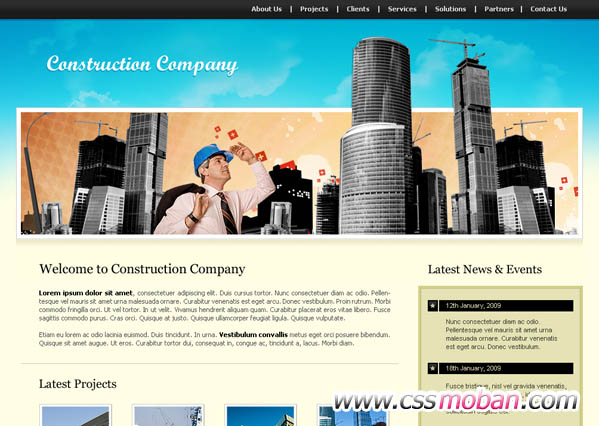 About Us | Projects | Clients | Services | Solutions | Partners | Contact Us
Construction Company
Welcome to Construction Company
Lorem ipsum dolor sit amet, consectetuer adipiscing elit. Duis cursus tortor. Nunc consectetuer diam ac odio. Pellen-
tesque vel mauris sit amet urna malesuada ornare. Curabitur venenatis est eget arcu. Donec vestibulum. Proin rutrum. Morbi
commodo fringilla orci. Ut vel tortor. In ut velit. Vivamus hendrerit aliquam quam. Curabitur placerat eros vitae libero. Fusce
sagittis commodo purus. Cras orci. Quisque at justo. Quisque ullamcorper feugiat ligula. Quisque vulputate.
Etiam eu lorem ac odio lacinia euismod. Duis tincidunt. In urna. Vestibulum convallis metus eget orci posuere bibendum.
Quisque sit amet augue. Ut eros. Curabitur tortor dui, consequat in, congue ac, tincidunt a, lacus. Morbi diam.
Latest Projects
Latest News & Events
12th January, 2009
Nunc consectetuer diam ac odio.
Pellentesque vel mauris sit amet urna
malesuada ornare. Curabitur venenatis
est eget arcu. Donec vestibulum.
18th January, 2009
Fusce tristique, nisl vel gravida venenatis,
www.cssmoban.com